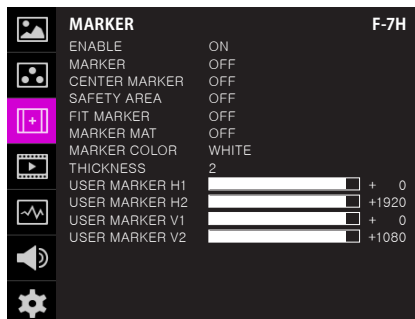 MARKER F-7H
ENABLE ON
MARKER OFF
CENTER MARKER OFF
SAFETY AREA OFF
FIT MARKER OFF
MARKER MAT OFF
MARKER COLOR WHITE
THICKNESS 2
USER MARKER H1 + 0
USER MARKER H2 +1920
USER MARKER V1 + 0
USER MARKER V2 +1080